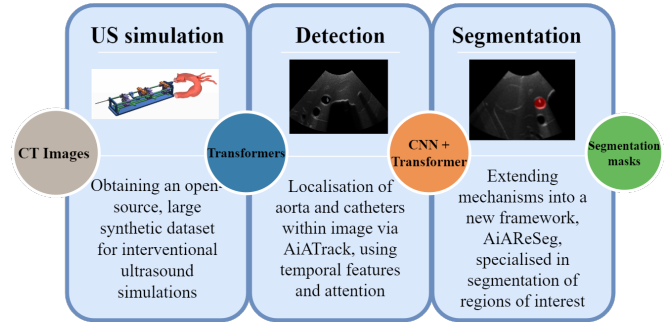 US simulation
Detection
Segmentation
CT Images
Transformers
CNN +
Transformer
Segmentation
masks
Obtaining an open-
source, large
synthetic dataset
for interventional
ultrasound
simulations
Localisation of
aorta and catheters
within image via
AiATrack, using
temporal features
and attention
Extending
mechanisms into a
new framework,
AiAReSeg,
specialised in
segmentation of
regions of interest